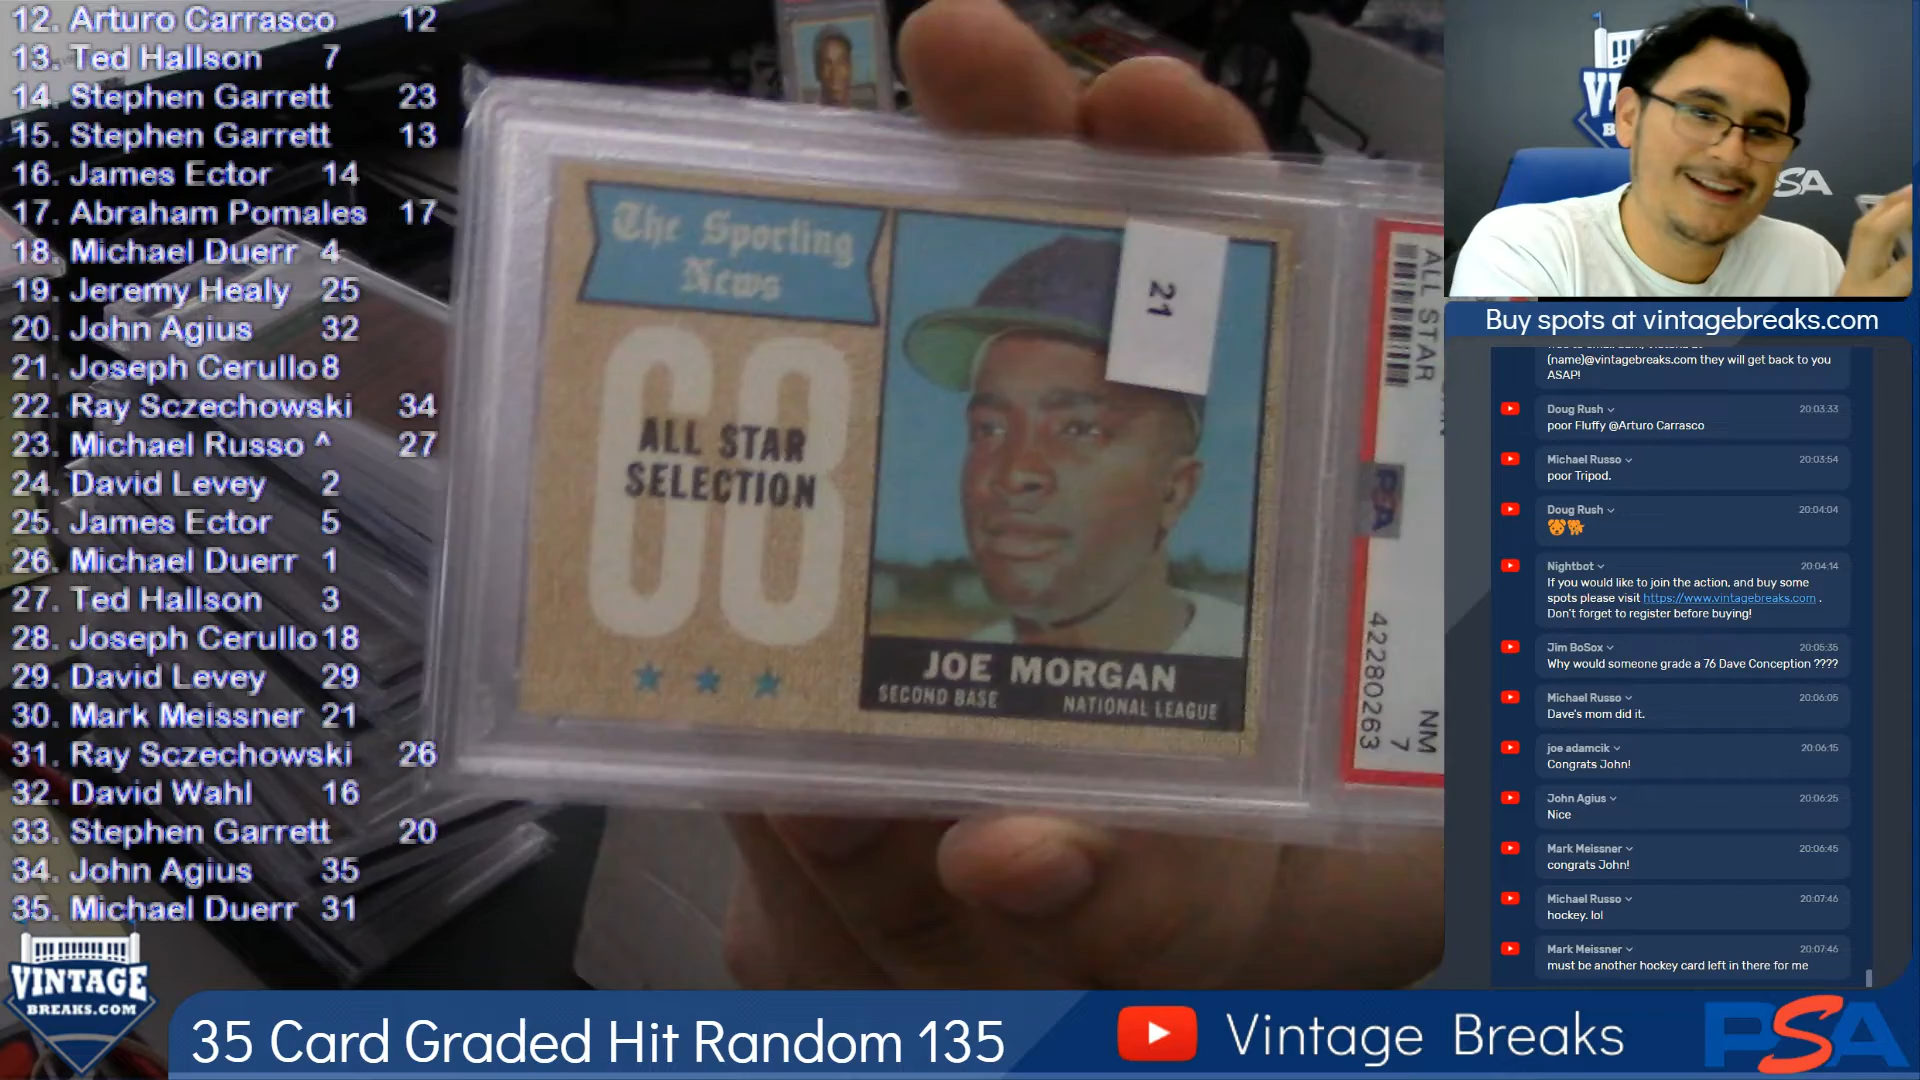 12. Arturo Carrasco 12
13. Ted Hallson 7
14. Stephen Garrett 23
15. Stephen Garrett 13
16. James Ector 14
17. Abraham Pomales 17
18. Michael Duerr 4
19. Jeremy Healy 25
20. John Agius 32
21. Joseph Cerullo 8
22. Ray Sczechowski 34
23. Michael Russo ^ 27
24. David Levey 2
25. James Ector 5
26. Michael Duerr 1
27. Ted Hallson 3
28. Joseph Cerullo 18
29. David Levey 29
30. Mark Meissner 21
31. Ray Sczechowski 26
32. David Wahl 16
33. Stephen Garrett 20
34. John Agius 35
35. Michael Duerr 31
The Sporting
News
68
ALL STAR
SELECTION
21
JOE MORGAN
SECOND BASE NATIONAL LEAGUE
ALL STAR
PSA
NM
7
42280263
PSA
Buy spots at vintagebreaks.com
(name)@vintagebreaks.com they will get back to you
ASAP!
Doug Rush 20:03:33
poor Fluffy @Arturo Carrasco
Michael Russo 20:03:54
poor Tripod.
Doug Rush 20:04:04
🐶🐕
Nightbot 20:04:14
If you would like to join the action, and buy some
spots please visit https://www.vintagebreaks.com .
Don't forget to register before buying!
Jim BoSox 20:05:35
Why would someone grade a 76 Dave Conception ????
Michael Russo 20:06:05
Dave's mom did it.
joe adamcik 20:06:15
Congrats John!
John Agius 20:06:25
Nice
Mark Meissner 20:06:45
congrats John!
Michael Russo 20:07:46
hockey. lol
Mark Meissner 20:07:46
must be another hockey card left in there for me
VINTAGE
BREAKS.COM
35 Card Graded Hit Random 135
Vintage Breaks
PSA